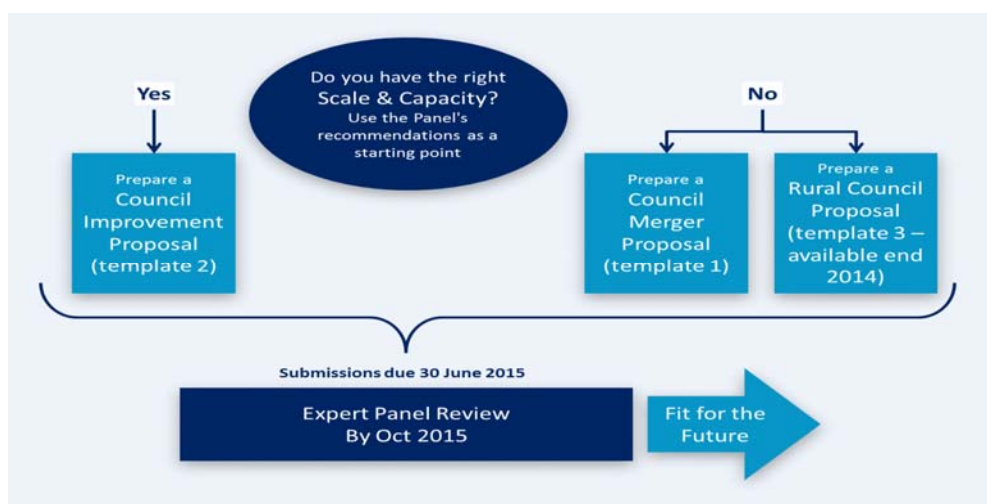 Do you have the right
Scale & Capacity?
Use the Panel's
recommendations as a
starting point
Yes
No
Prepare a
Council
Improvement
Proposal
(template 2)
Prepare a
Council
Merger
Proposal
(template 1)
Prepare a
Rural Council
Proposal
(template 3 –
available end
2014)
Submissions due 30 June 2015
Expert Panel Review
By Oct 2015
Fit for the
Future